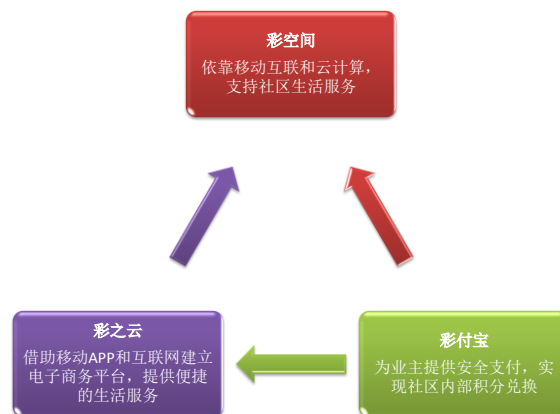 彩空间
依靠移动互联和云计算，
支持社区生活服务
彩之云
借助移动APP和互联网建立
电子商务平台，提供便捷
的生活服务
彩付宝
为业主提供安全支付，实
现社区内部积分兑换